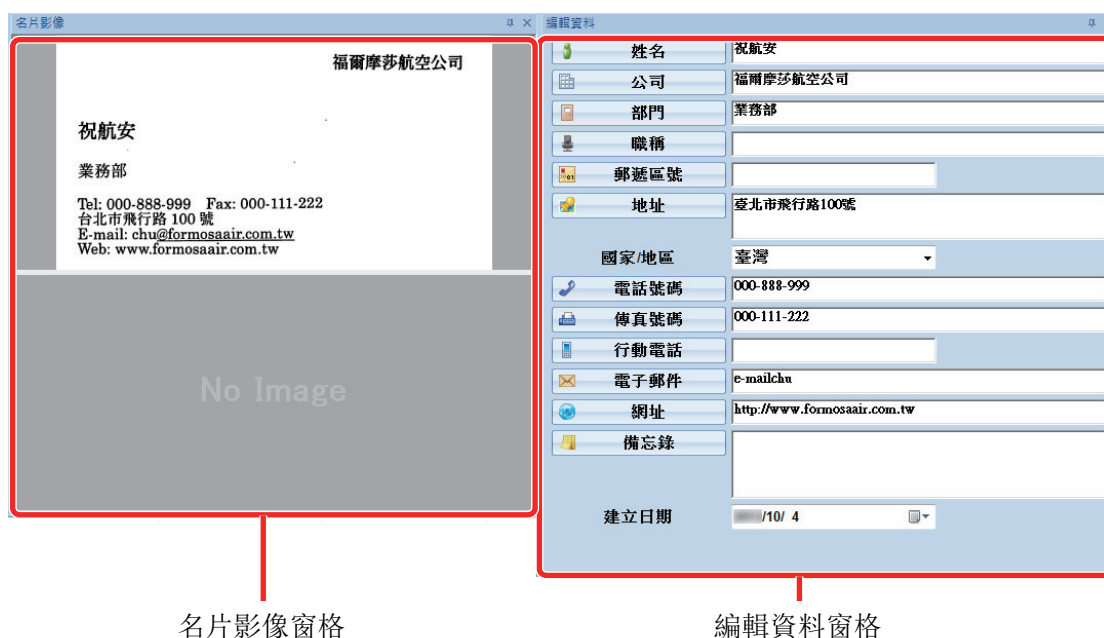 名片影像
福爾摩莎航空公司
祝航安
業務部
Tel: 000-888-999 Fax: 000-111-222
台北市飛行路 100 號
E-mail: chu@formosaair.com.tw
Web: www.formosaair.com.tw
No Image
編輯資料
姓名 祝航安
公司 福爾摩莎航空公司
部門 業務部
職稱
郵遞區號
地址 臺北市飛行路100號
國家/地區 臺灣
電話號碼 000-888-999
傳真號碼 000-111-222
行動電話
電子郵件 e-mailchu
網址 http://www.formosaair.com.tw
備忘錄
建立日期 /10/ 4
名片影像窗格
編輯資料窗格